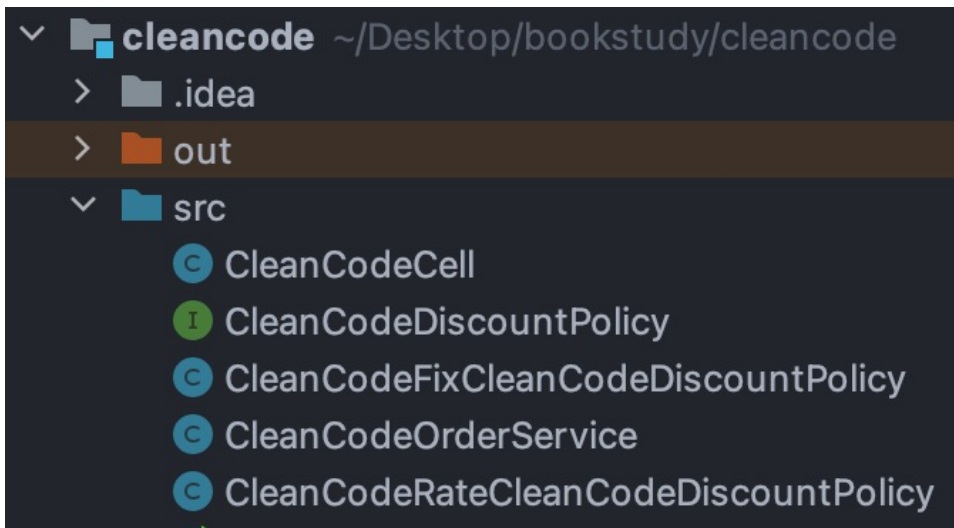 cleancode ~/Desktop/bookstudy/cleancode
.idea
out
src
C CleanCodeCell
I CleanCodeDiscountPolicy
C CleanCodeFixCleanCodeDiscountPolicy
C CleanCodeOrderService
C CleanCodeRateCleanCodeDiscountPolicy